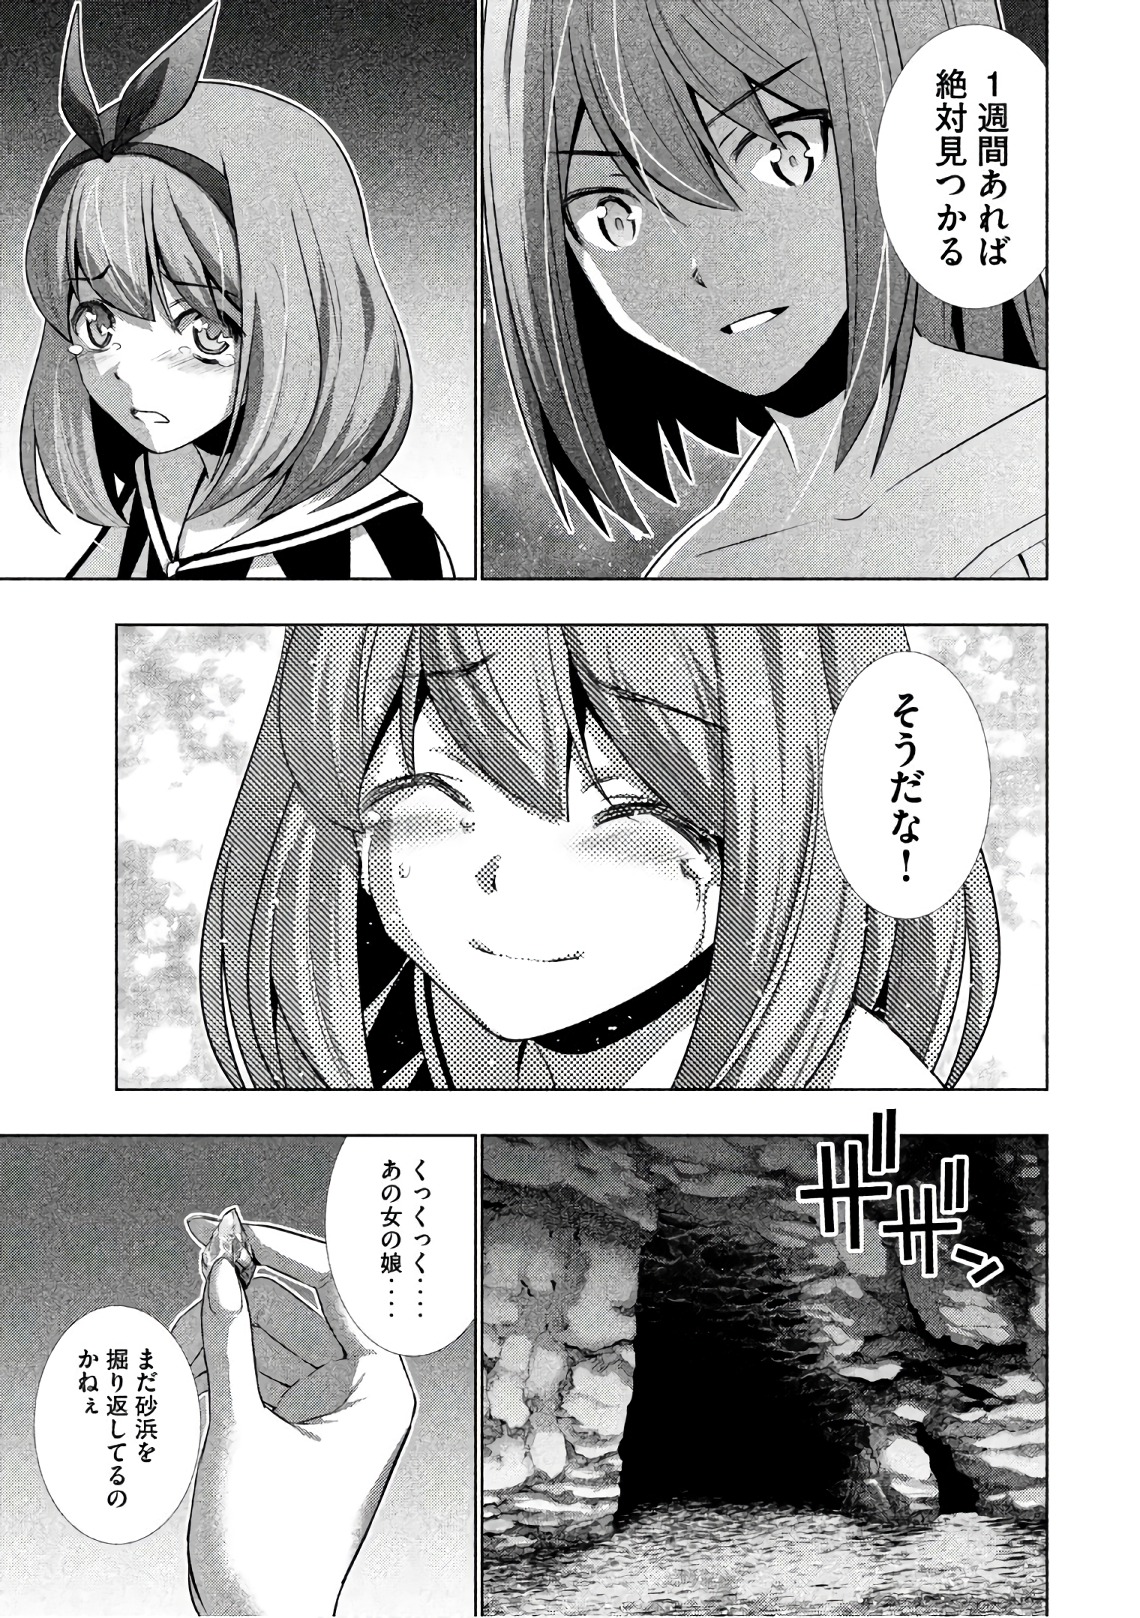 １週間あれば
絶対見つかる
そうだな！
ザザザン
くっくっく‥‥
あの女の娘‥‥
まだ砂浜を
掘り返してるの
かねぇ